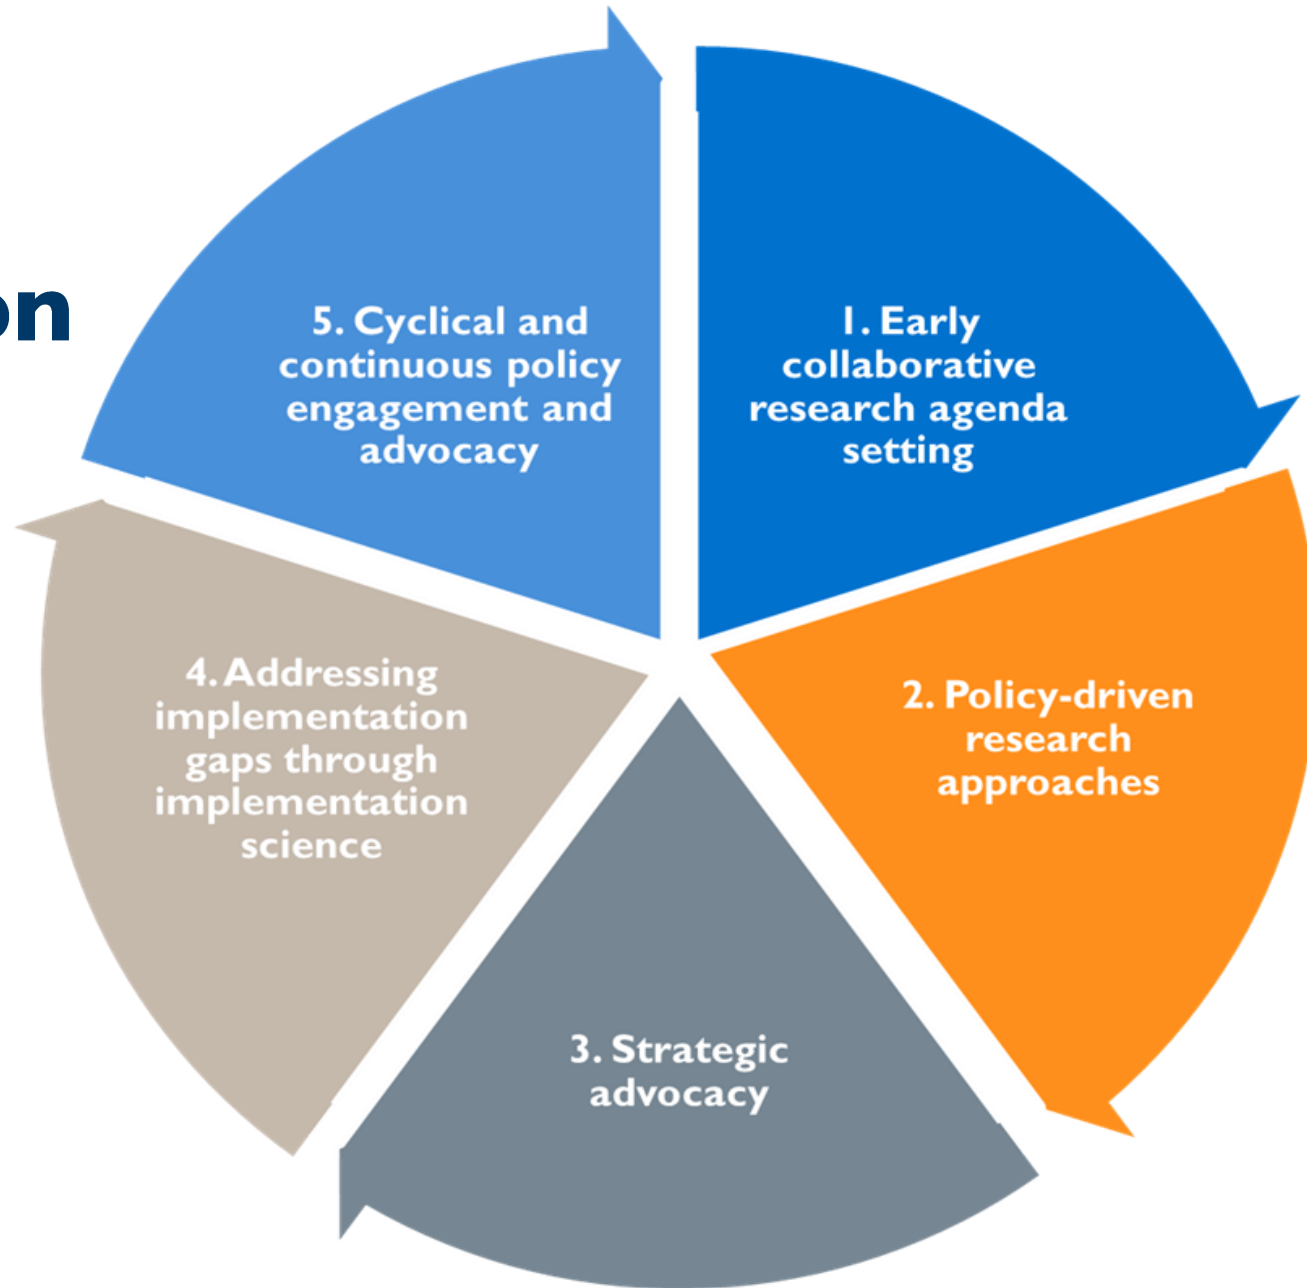 on
1. Early
collaborative
research agenda
setting
2. Policy-driven
research
approaches
3. Strategic
advocacy
4. Addressing
implementation
gaps through
implementation
science
5. Cyclical and
continuous policy
engagement and
advocacy